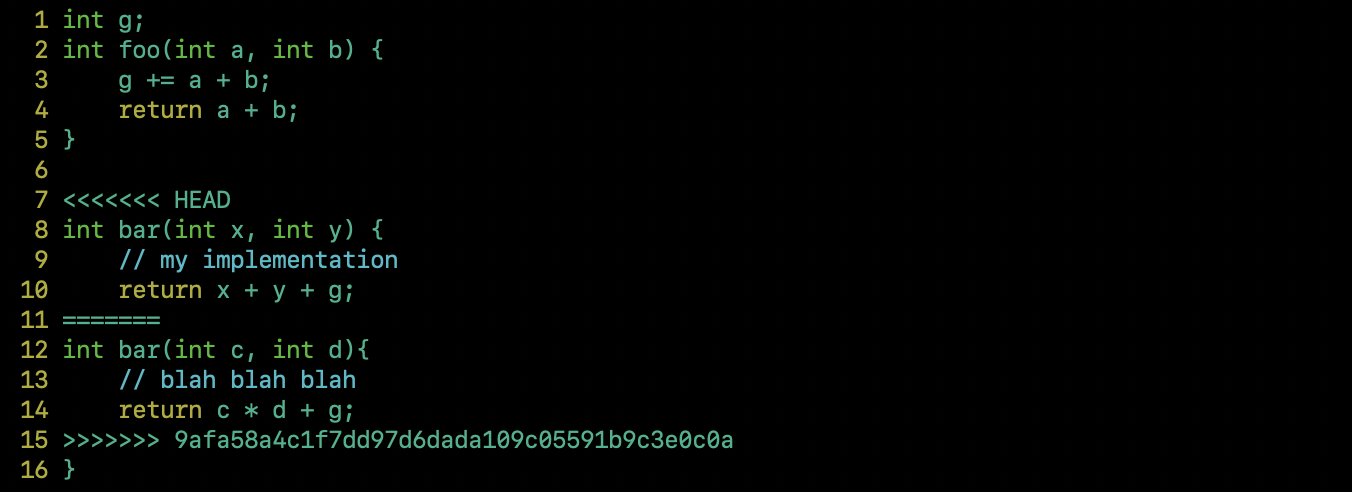 1 int g;
2 int foo(int a, int b) {
3     g += a + b;
4     return a + b;
5 }
6
7 <<<<<<< HEAD
8 int bar(int x, int y) {
9     // my implementation
10     return x + y + g;
11 =======
12 int bar(int c, int d){
13     // blah blah blah
14     return c * d + g;
15 >>>>>>> 9afa58a4c1f7dd97d6dada109c05591b9c3e0c0a
16 }